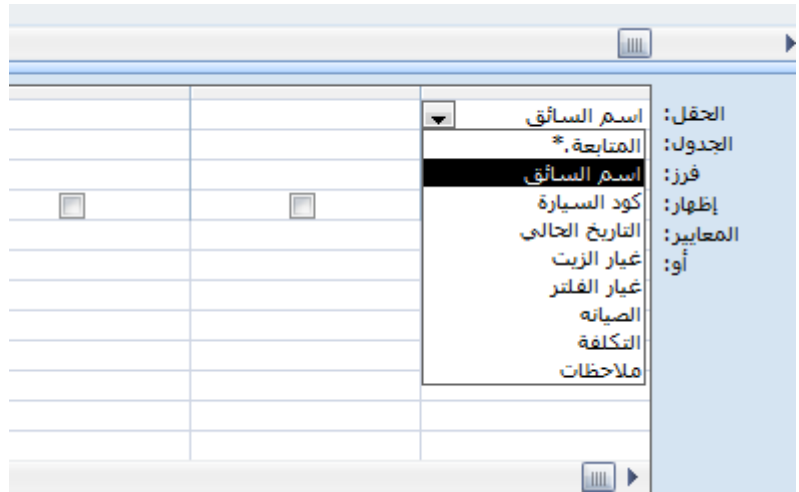 الحقل: اسم السائق
الجدول: المتابعة.*
فرز: اسم السائق
إظهار: كود السيارة
المعايير: التاريخ الحالي
أو: غيار الزيت
غيار الفلتر
الصيانه
التكلفة
ملاحظات